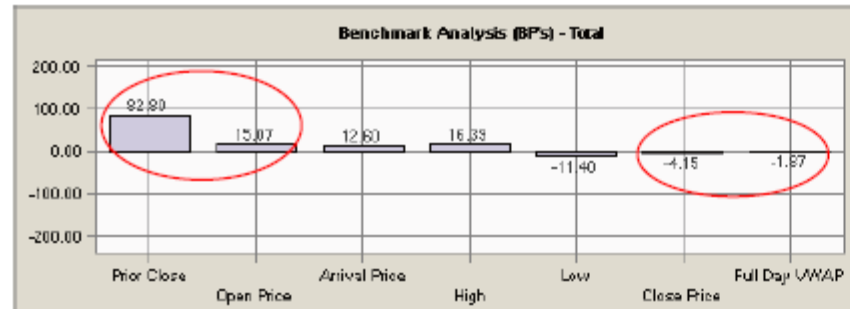 Benchmark Analysis (BP's) - Total
200.00
100.00
0.00
-100.00
-200.00
82.80
15.07
12.60
16.33
-11.40
-4.15
-1.87
Prior Close
Open Price
Arrival Price
High
Low
Close Price
Full Day VWAP